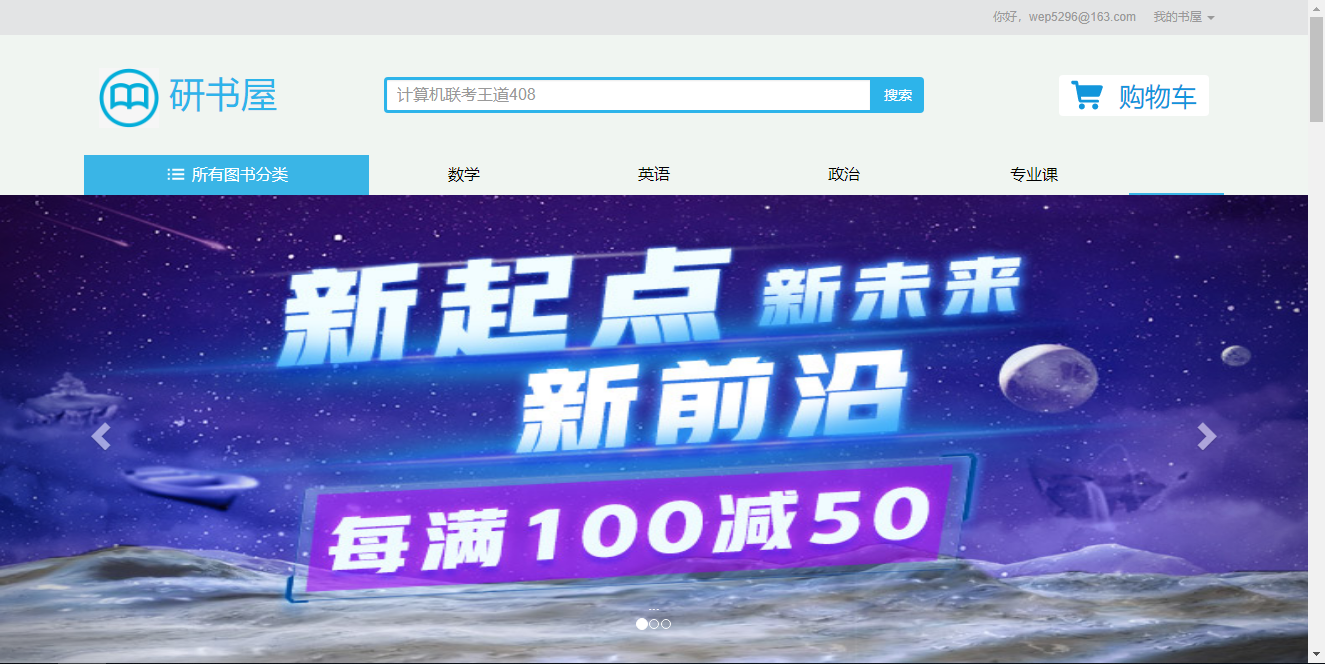 你好，wep5296@163.com 我的书屋
研书屋
计算机联考王道408
搜索
购物车
所有图书分类 数学 英语 政治 专业课
新起点 新未来
新前沿
每满100减50
...